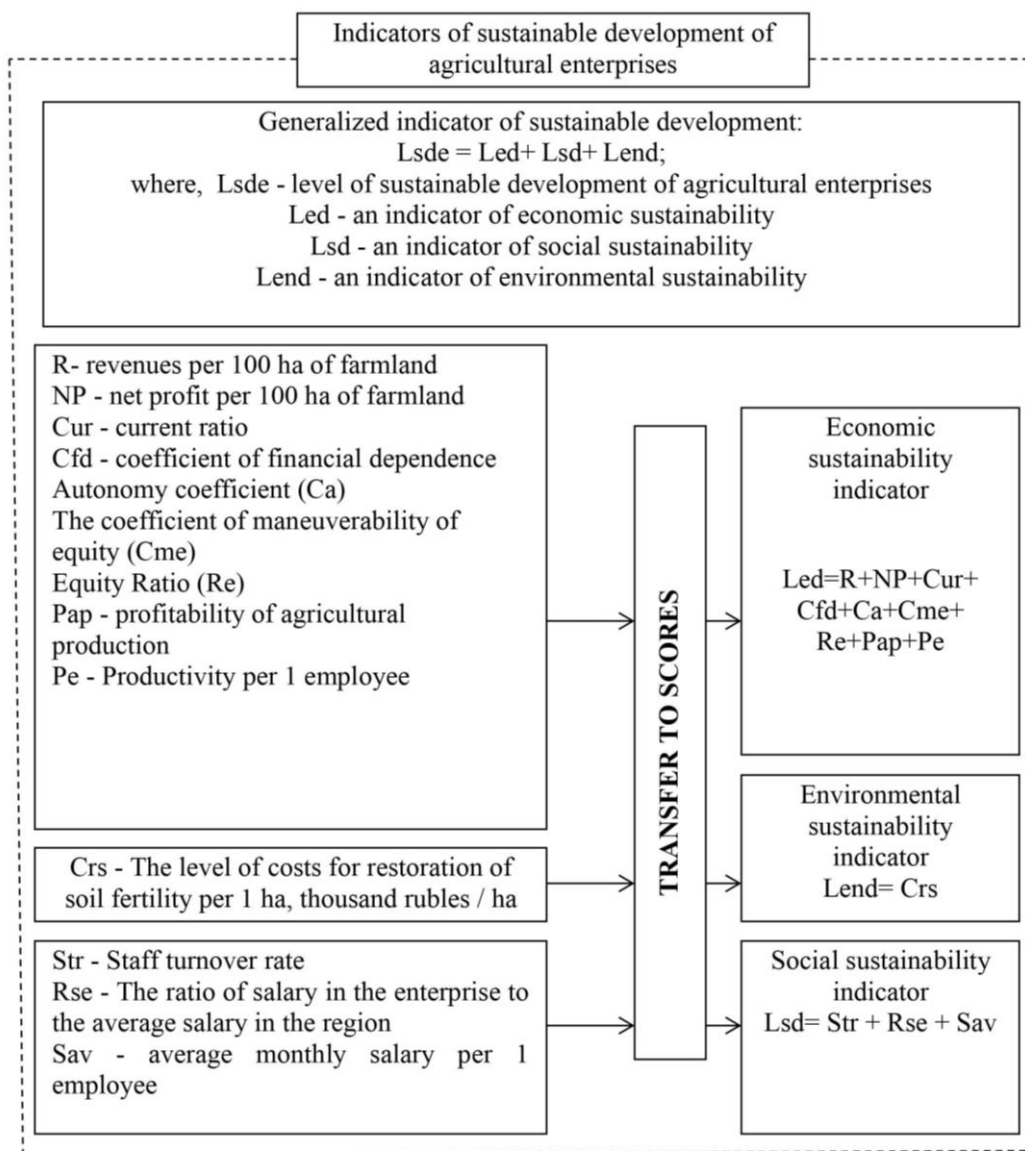 Indicators of sustainable development of
agricultural enterprises
Generalized indicator of sustainable development:
Lsde = Led+ Lsd+ Lend;
where, Lsde - level of sustainable development of agricultural enterprises
Led - an indicator of economic sustainability
Lsd - an indicator of social sustainability
Lend - an indicator of environmental sustainability
R- revenues per 100 ha of farmland
NP - net profit per 100 ha of farmland
Cur - current ratio
Cfd - coefficient of financial dependence
Autonomy coefficient (Ca)
The coefficient of maneuverability of
equity (Cme)
Equity Ratio (Re)
Pap - profitability of agricultural
production
Pe - Productivity per 1 employee
Crs - The level of costs for restoration of
soil fertility per 1 ha, thousand rubles / ha
Str - Staff turnover rate
Rse - The ratio of salary in the enterprise to
the average salary in the region
Sav - average monthly salary per 1
employee
TRANSFER TO SCORES
Economic
sustainability
indicator
Led=R+NP+Cur+
Cfd+Ca+Cme+
Re+Pap+Pe
Environmental
sustainability
indicator
Lend= Crs
Social sustainability
indicator
Lsd= Str + Rse + Sav